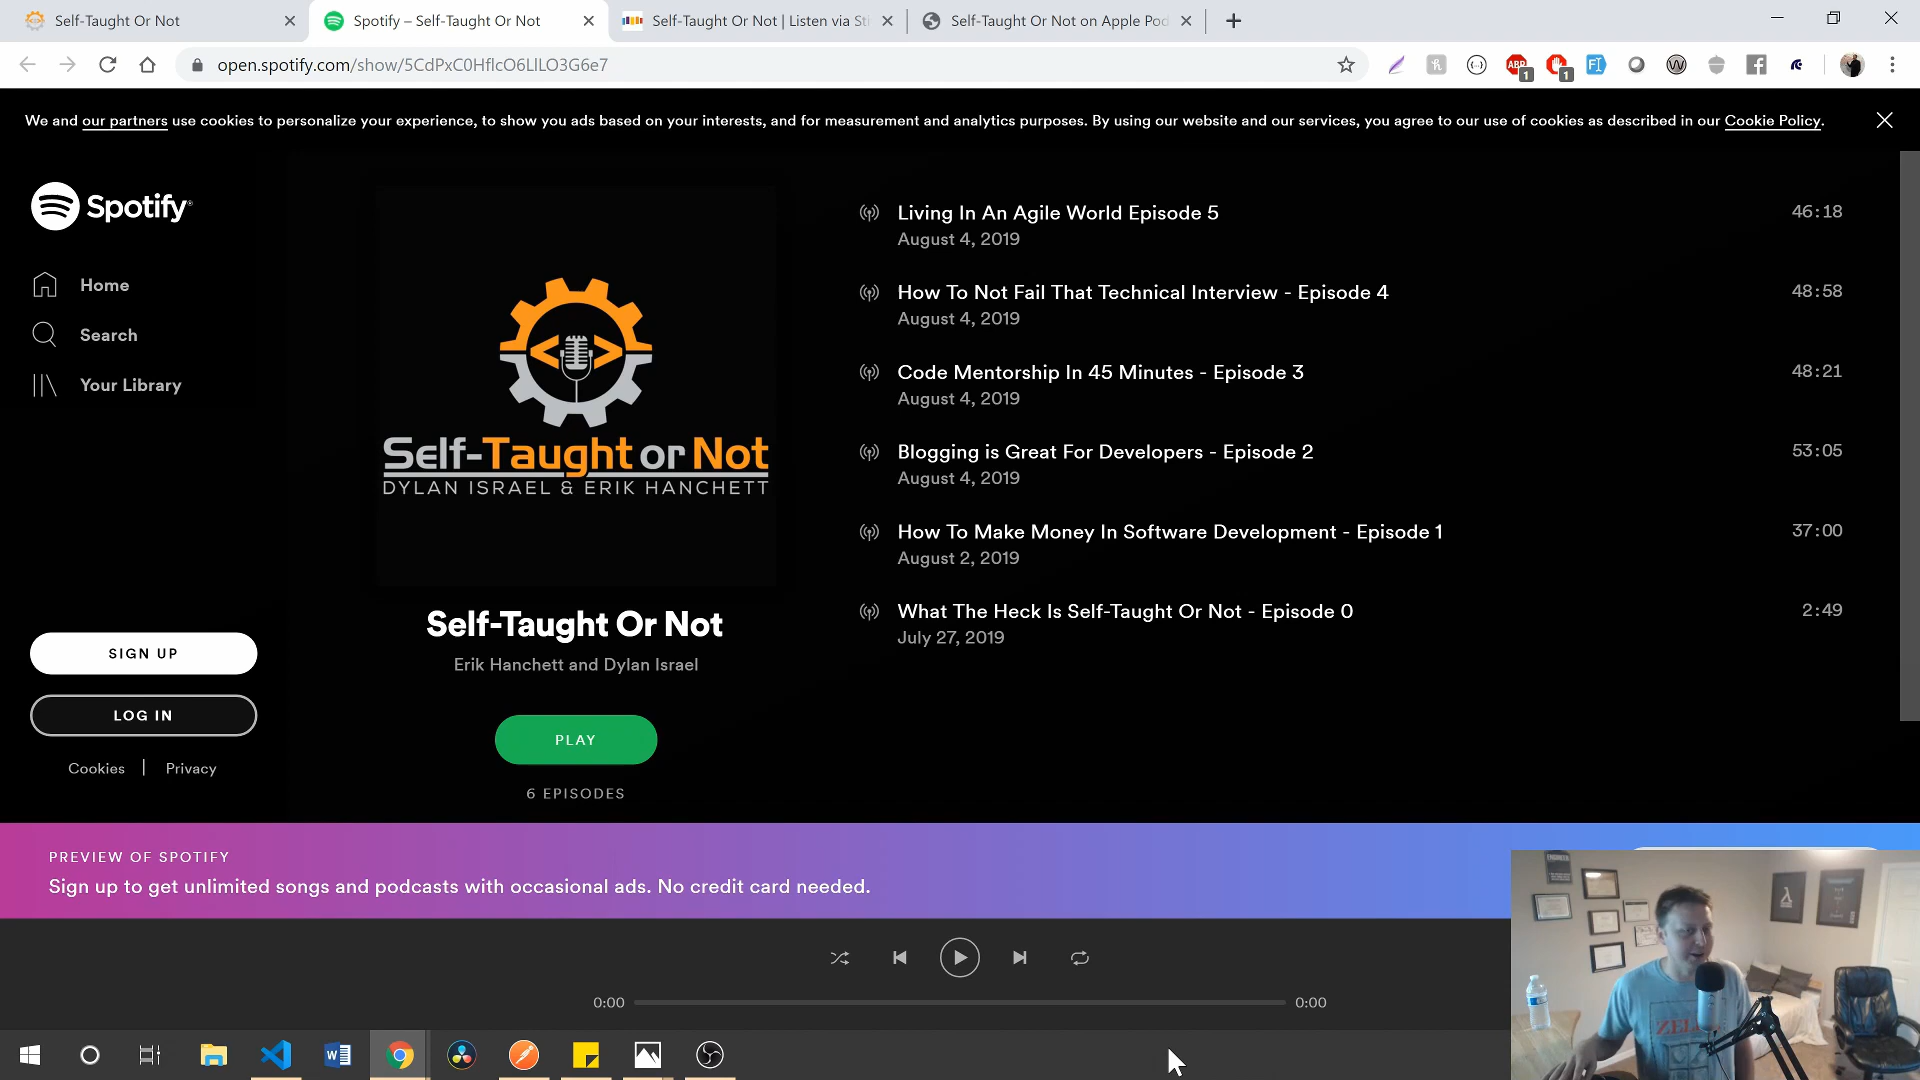 Self-Taught Or Not
Spotify – Self-Taught Or Not
Self-Taught Or Not | Listen via Sti
Self-Taught Or Not on Apple Pod
open.spotify.com/show/5CdPxC0HflcO6LlLO3G6e7
We and our partners use cookies to personalize your experience, to show you ads based on your interests, and for measurement and analytics purposes. By using our website and our services, you agree to our use of cookies as described in our Cookie Policy.
Spotify
Home
Search
Your Library
SIGN UP
LOG IN
Cookies | Privacy
Self-Taught or Not
DYLAN ISRAEL & ERIK HANCHETT
Self-Taught Or Not
Erik Hanchett and Dylan Israel
PLAY
6 EPISODES
Living In An Agile World Episode 5
46:18
August 4, 2019
How To Not Fail That Technical Interview - Episode 4
48:58
August 4, 2019
Code Mentorship In 45 Minutes - Episode 3
48:21
August 4, 2019
Blogging is Great For Developers - Episode 2
53:05
August 4, 2019
How To Make Money In Software Development - Episode 1
37:00
August 2, 2019
What The Heck Is Self-Taught Or Not - Episode 0
2:49
July 27, 2019
PREVIEW OF SPOTIFY
Sign up to get unlimited songs and podcasts with occasional ads. No credit card needed.
0:00
0:00